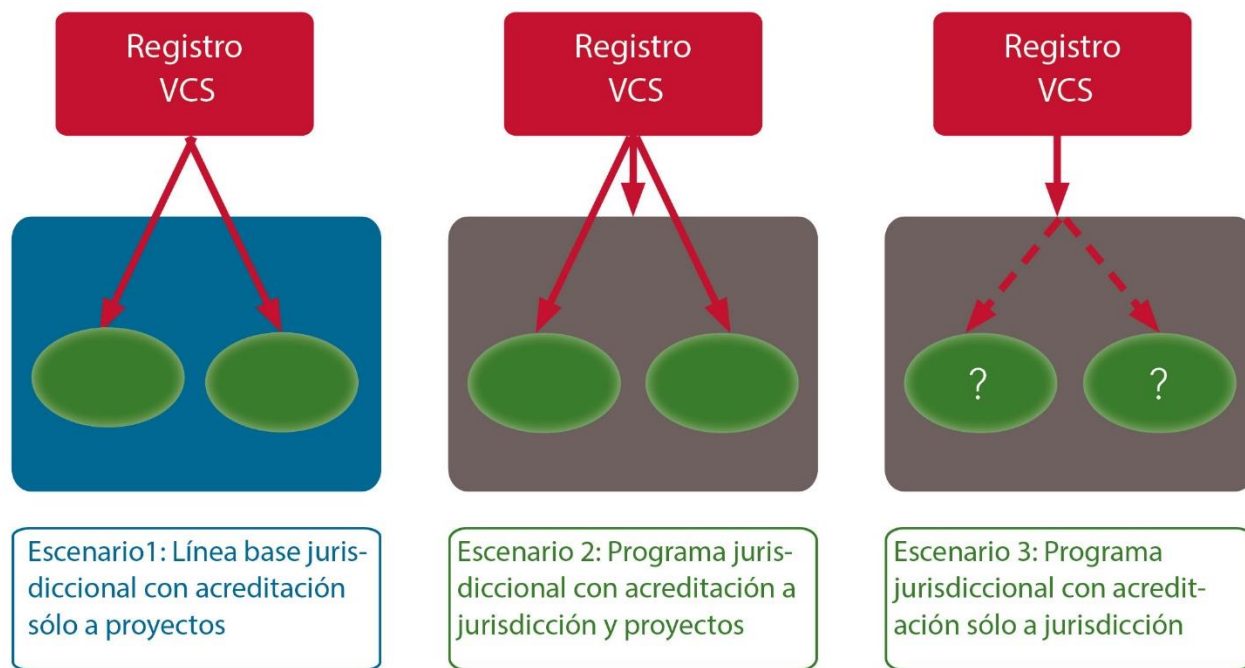 Registro
VCS
Registro
VCS
Registro
VCS
?
?
Escenario1: Línea base juris-
diccional con acreditación
sólo a proyectos
Escenario 2: Programa juris-
diccional con acreditación a
jurisdicción y proyectos
Escenario 3: Programa
jurisdiccional con acredit-
ación sólo a jurisdicción